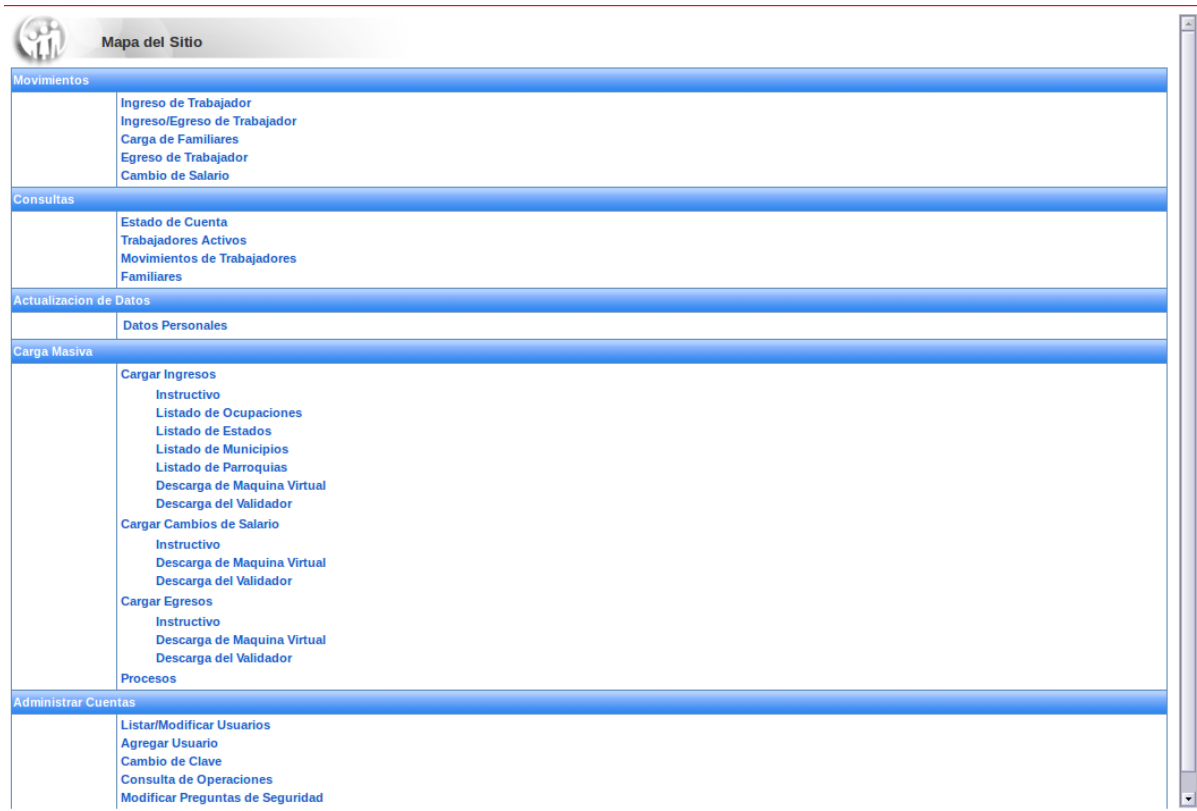 Mapa del Sitio
Movimientos
Ingreso de Trabajador
Ingreso/Egreso de Trabajador
Carga de Familiares
Egreso de Trabajador
Cambio de Salario
Consultas
Estado de Cuenta
Trabajadores Activos
Movimientos de Trabajadores
Familiares
Actualizacion de Datos
Datos Personales
Carga Masiva
Cargar Ingresos
Instructivo
Listado de Ocupaciones
Listado de Estados
Listado de Municipios
Listado de Parroquias
Descarga de Maquina Virtual
Descarga del Validador
Cargar Cambios de Salario
Instructivo
Descarga de Maquina Virtual
Descarga del Validador
Cargar Egresos
Instructivo
Descarga de Maquina Virtual
Descarga del Validador
Procesos
Administrar Cuentas
Listar/Modificar Usuarios
Agregar Usuario
Cambio de Clave
Consulta de Operaciones
Modificar Preguntas de Seguridad